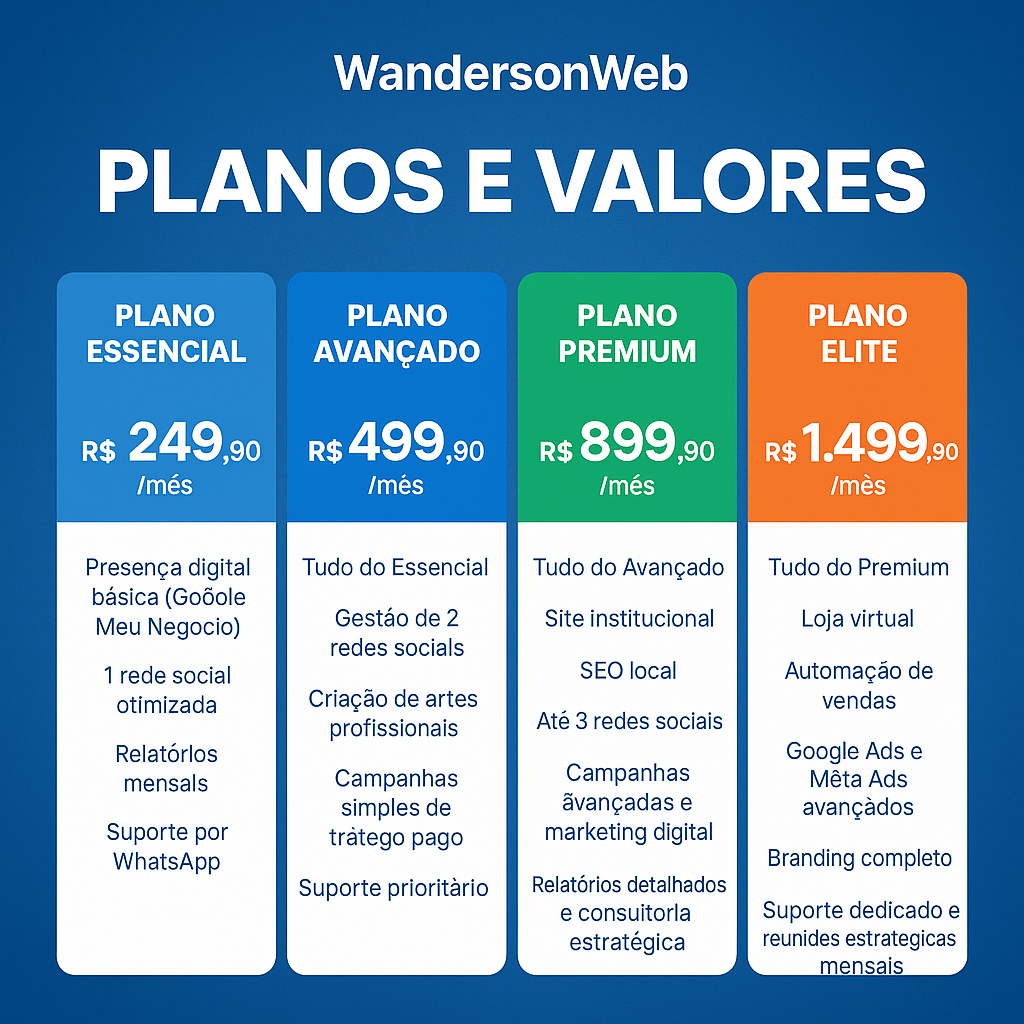 WandersonWeb
PLANOS E VALORES
PLANO
ESSENCIAL
R$ 249,90
/més
Presença digital
básica (Goõole
Meu Negocio)
1 rede social
otimizada
Relatórlos
mensals
Suporte por
WhatsApp
PLANO
AVANÇADO
R$ 499,90
/mès
Tudo do Essencial
Gestáo de 2
redes socials
Criação de artes
profissionais
Campanhas
simples de
tràtego pago
Suporte prioritàrio
PLANO
PREMIUM
R$ 899,90
/més
Tudo do Avançado
Site institucional
SEO local
Até 3 redes sociais
Campanhas
ãvançadas e
marketing digital
Relatórios detalhados
e consuitorla
estratégica
PLANO
ELITE
R$ 1.499,90
/mès
Tudo do Premium
Loja virtual
Automação de
vendas
Google Ads e
Mêta Ads
avançàdos
Branding completo
Suporte dedicado e
reunides estrategicas
mensais